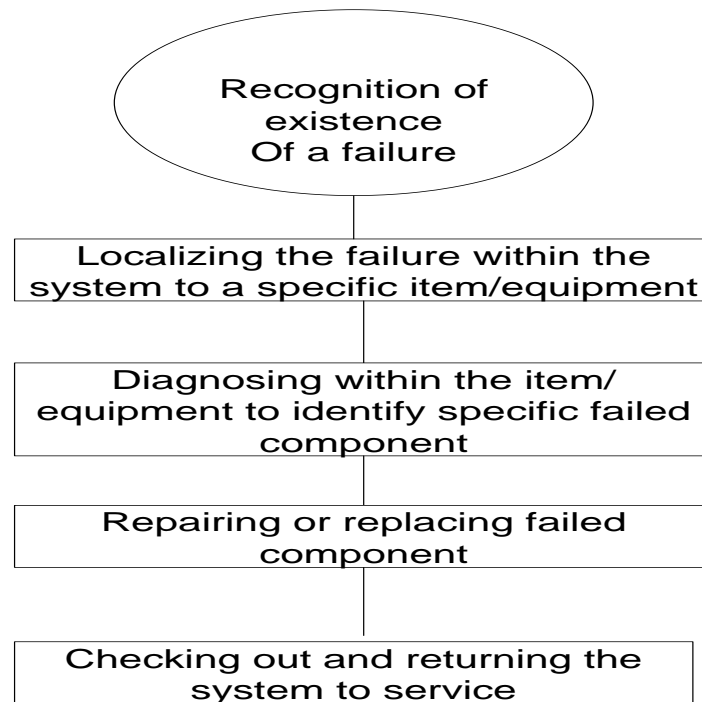 Recognition of
existence
Of a failure
Localizing the failure within the
system to a specific item/equipment
Diagnosing within the item/
equipment to identify specific failed
component
Repairing or replacing failed
component
Checking out and returning the
system to service